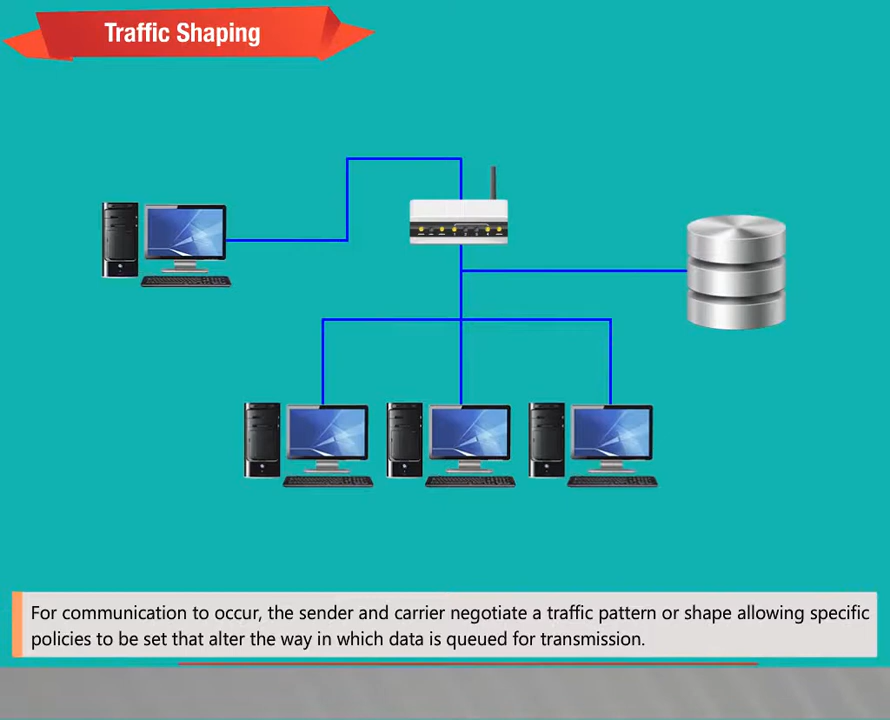 Traffic Shaping
For communication to occur, the sender and carrier negotiate a traffic pattern or shape allowing specific
policies to be set that alter the way in which data is queued for transmission.